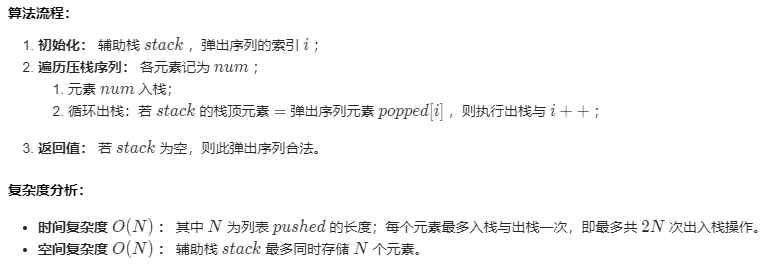 算法流程：
1. 初始化： 辅助栈 stack ，弹出序列的索引 i ；
2. 遍历压栈序列： 各元素记为 num ；
1. 元素 num 入栈；
2. 循环出栈：若 stack 的栈顶元素 = 弹出序列元素 popped[i] ，则执行出栈与 i++ ；
3. 返回值： 若 stack 为空，则此弹出序列合法。
复杂度分析：
• 时间复杂度 O(N) ： 其中 N 为列表 pushed 的长度；每个元素最多入栈与出栈一次，即最多共 2N 次出入栈操作。
• 空间复杂度 O(N) ： 辅助栈 stack 最多同时存储 N 个元素。